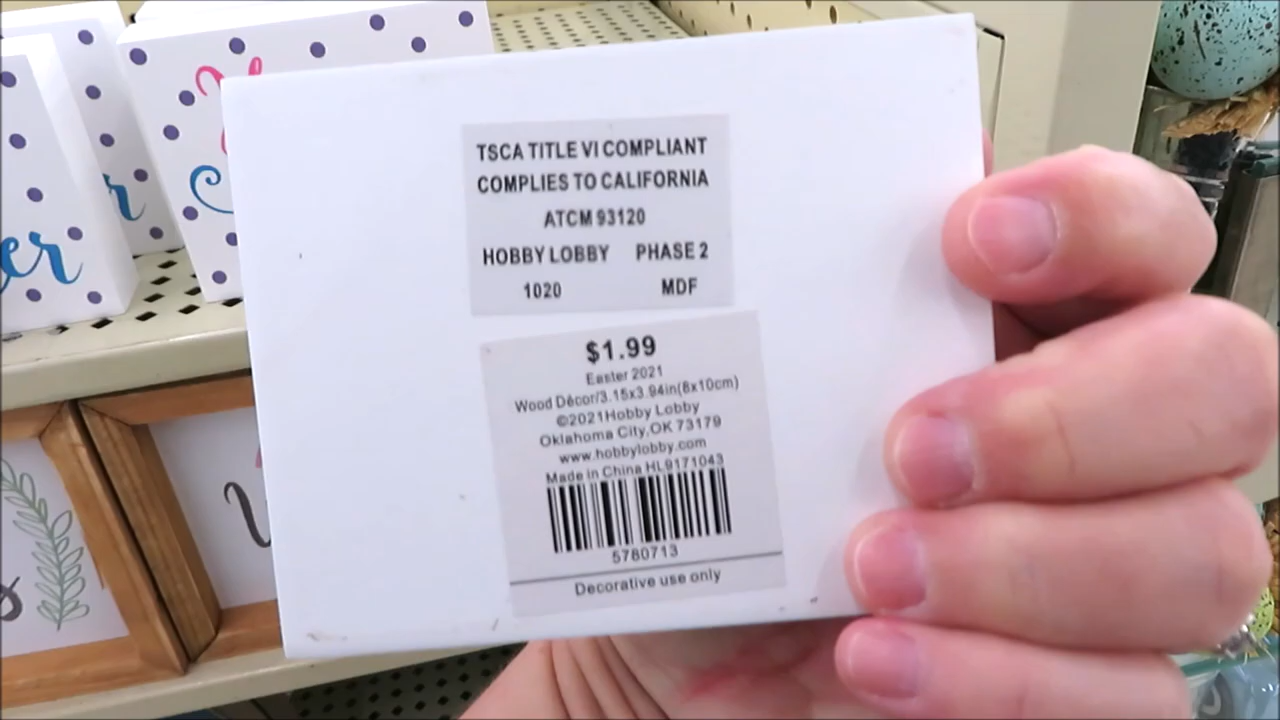 TSCA TITLE VI COMPLIANT
COMPLIES TO CALIFORNIA
ATCM 93120
HOBBY LOBBY PHASE 2
1020 MDF
$1.99
Easter 2021
Wood Décor/3.15x3.94in(8x10cm)
©2021Hobby Lobby
Oklahoma City,OK 73179
www.hobbylobby.com
Made in China HL9171043
5780713
Decorative use only